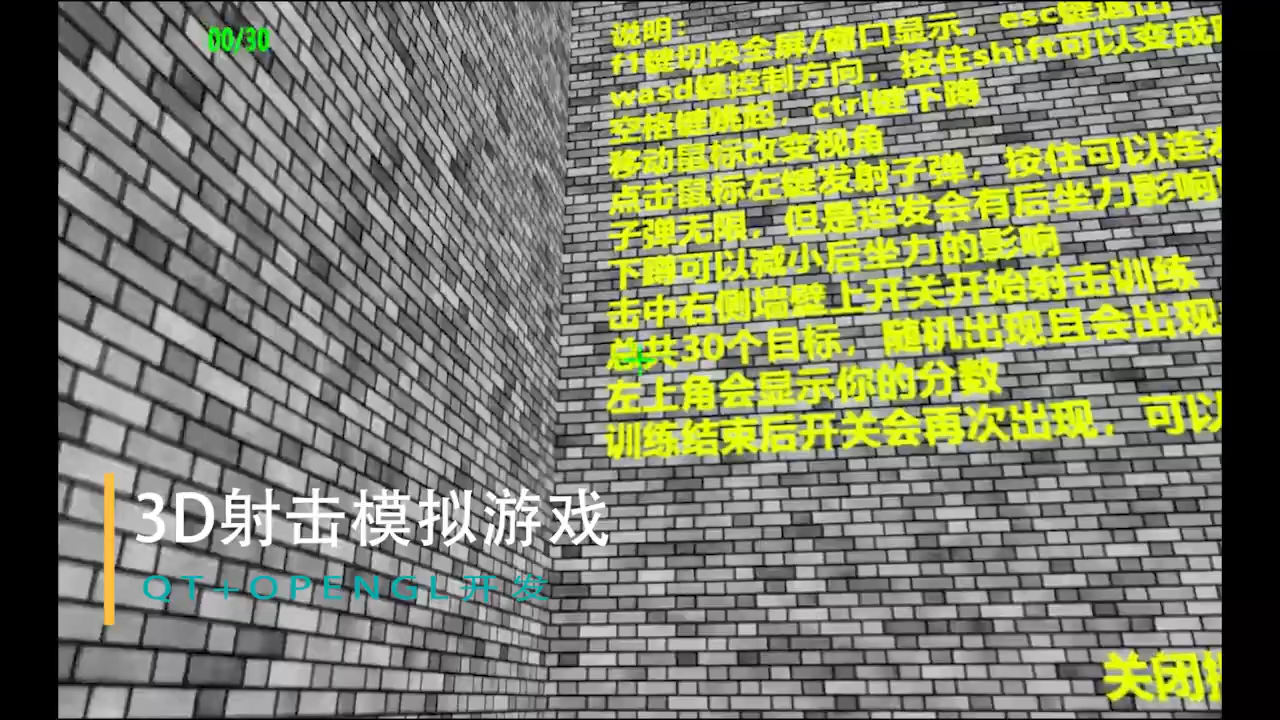 00/30
说明：
f1键切换全屏/窗口显示，esc键退出
wasd键控制方向，按住shift可以变成
空格键跳起，ctrl键下蹲
移动鼠标改变视角
点击鼠标左键发射子弹，按住可以连发
子弹无限，但是连发会有后坐力影响
下蹲可以减小后坐力的影响
击中右侧墙壁上开关开始射击训练
总共30个目标，随机出现且会出现
左上角会显示你的分数
训练结束后开关会再次出现，可以
3D射击模拟游戏
QT+OPENGL开发
关闭